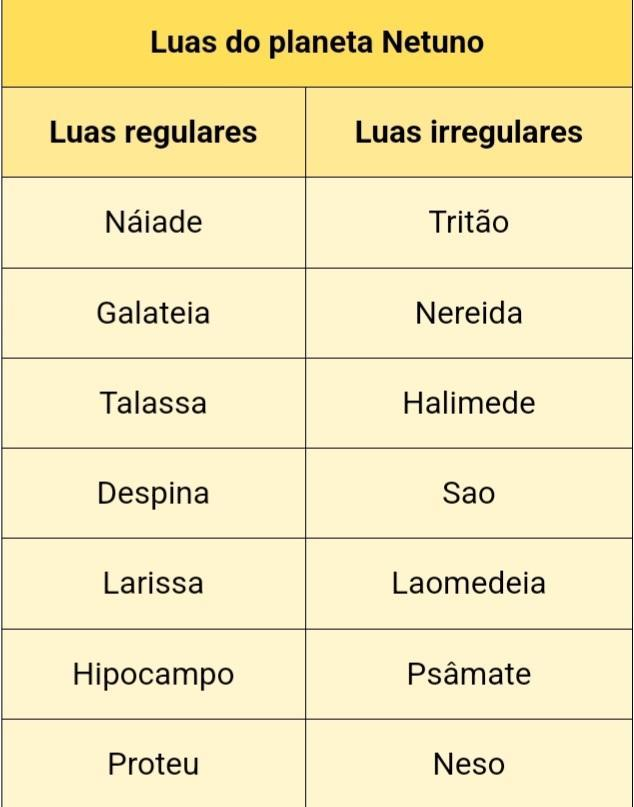 Luas do planeta Netuno
Luas regulares Luas irregulares
Náiade Tritão
Galateia Nereida
Talassa Halimede
Despina Sao
Larissa Laomedeia
Hipocampo Psâmate
Proteu Neso